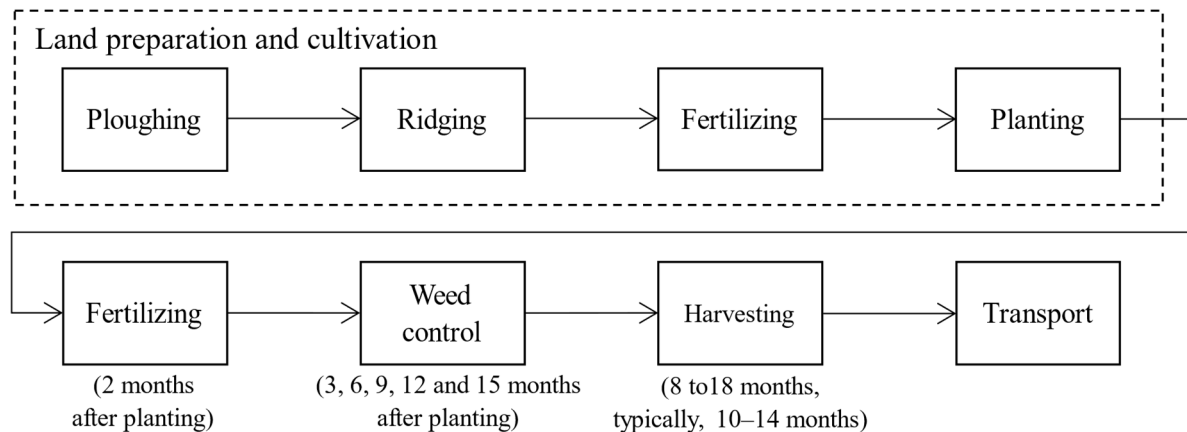 Land preparation and cultivation
Ploughing
Ridging
Fertilizing
Planting
Fertilizing
(2 months
after planting)
Weed
control
(3, 6, 9, 12 and 15 months
after planting)
Harvesting
(8 to18 months,
typically, 10–14 months)
Transport